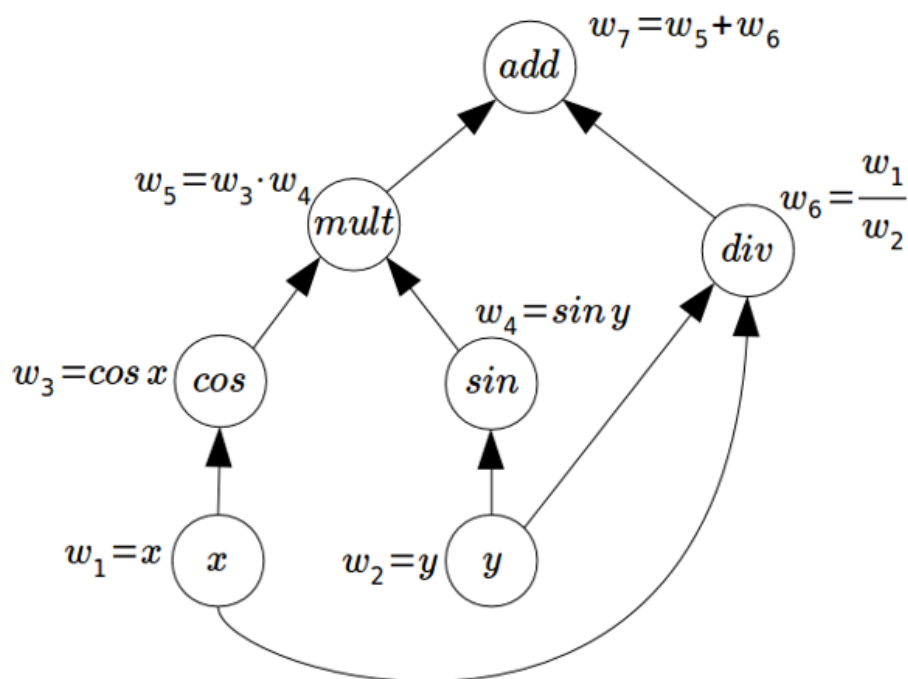 w₇=w₅+w₆
add
w₅=w₃·w₄
mult
w₆=w₁/w₂
div
w₄=sin y
w₃=cos x
cos
sin
w₁=x
x
w₂=y
y